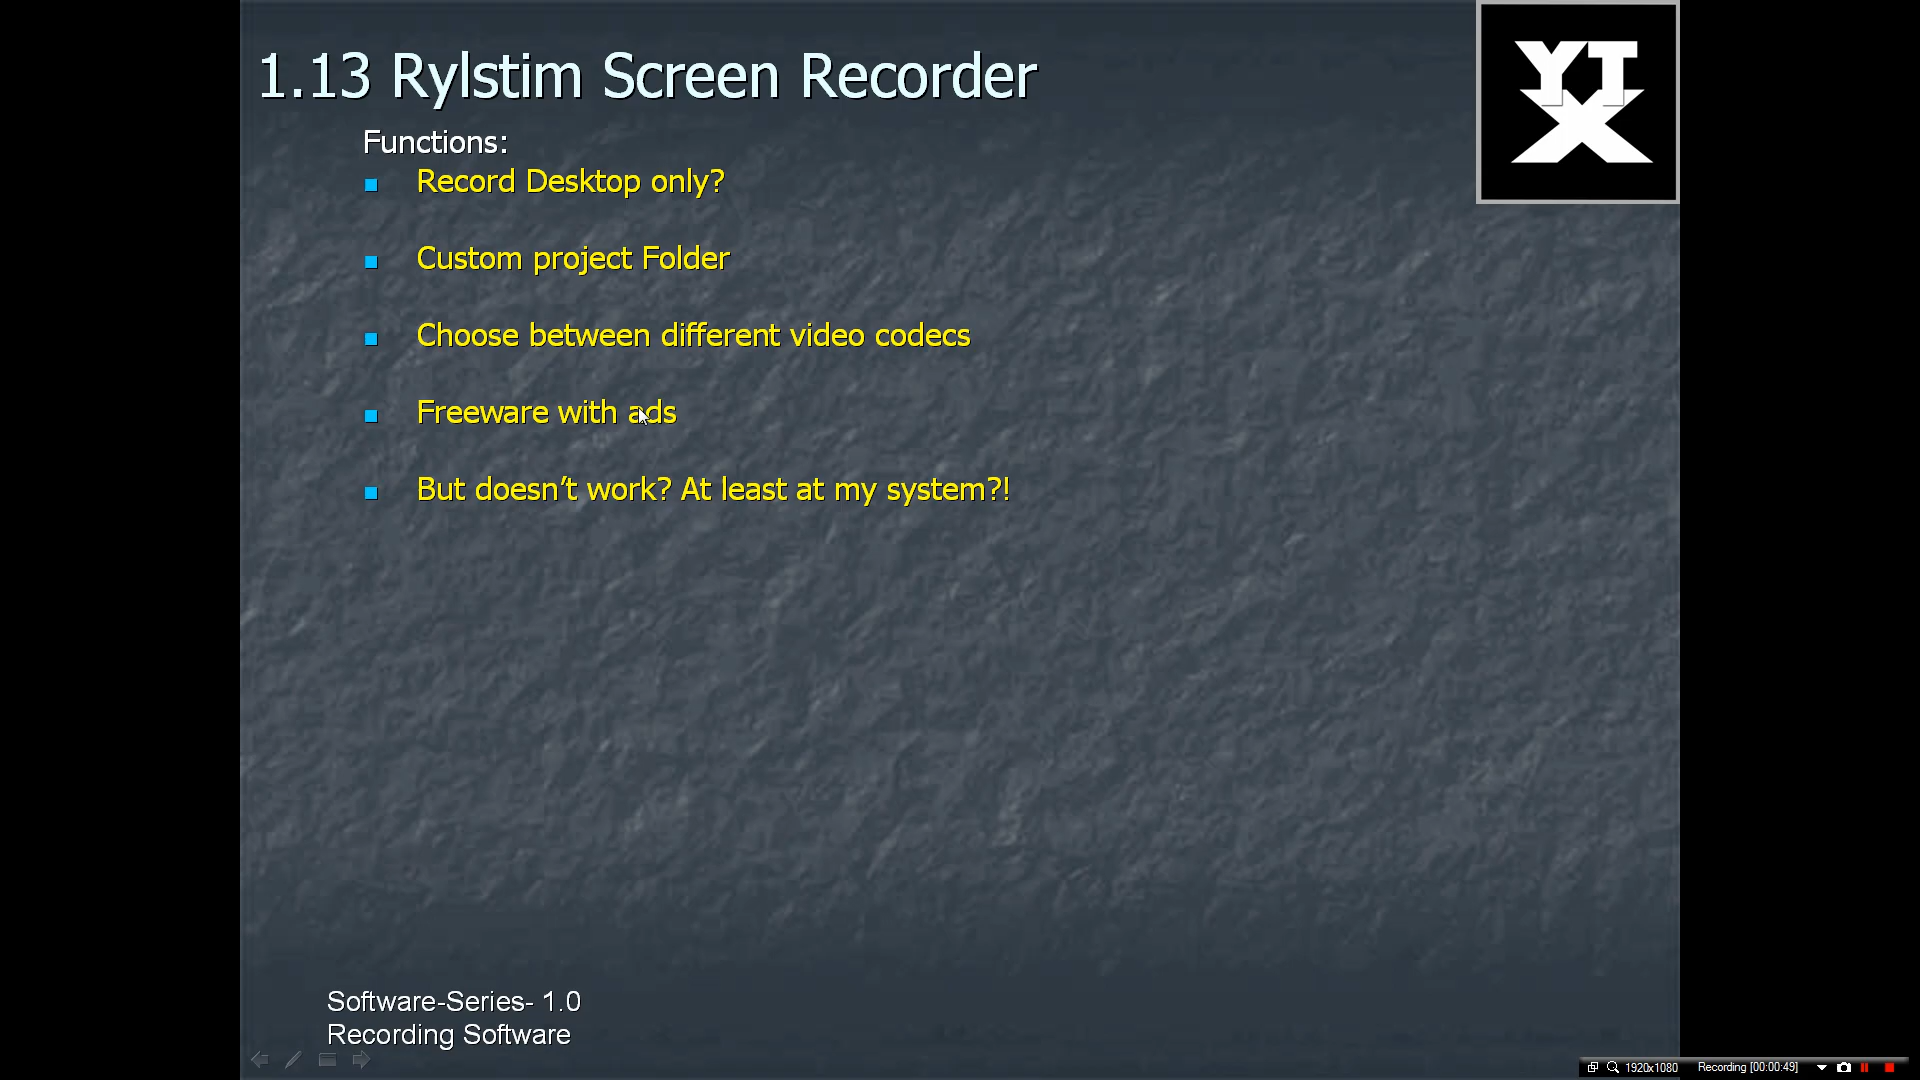 1.13 Rylstim Screen Recorder
YTX
Functions:
Record Desktop only?
Custom project Folder
Choose between different video codecs
Freeware with ads
But doesn’t work? At least at my system?!
Software-Series- 1.0
Recording Software
1920x1080 Recording [00:00:49]